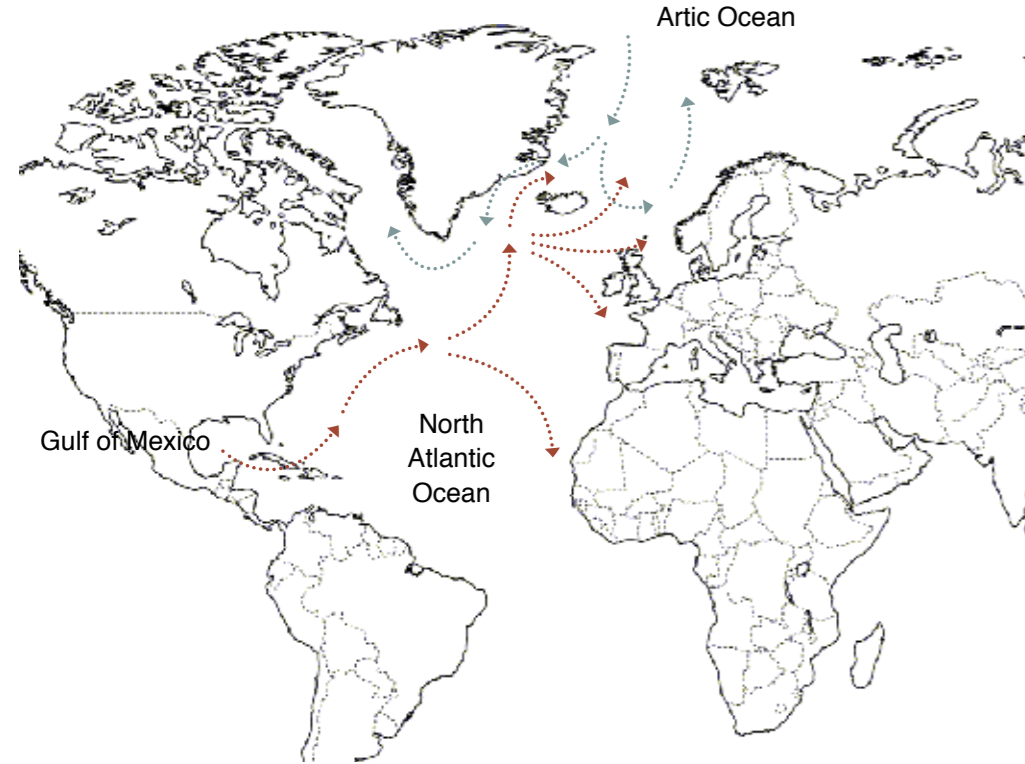 Artic Ocean
Gulf of Mexico
North
Atlantic
Ocean